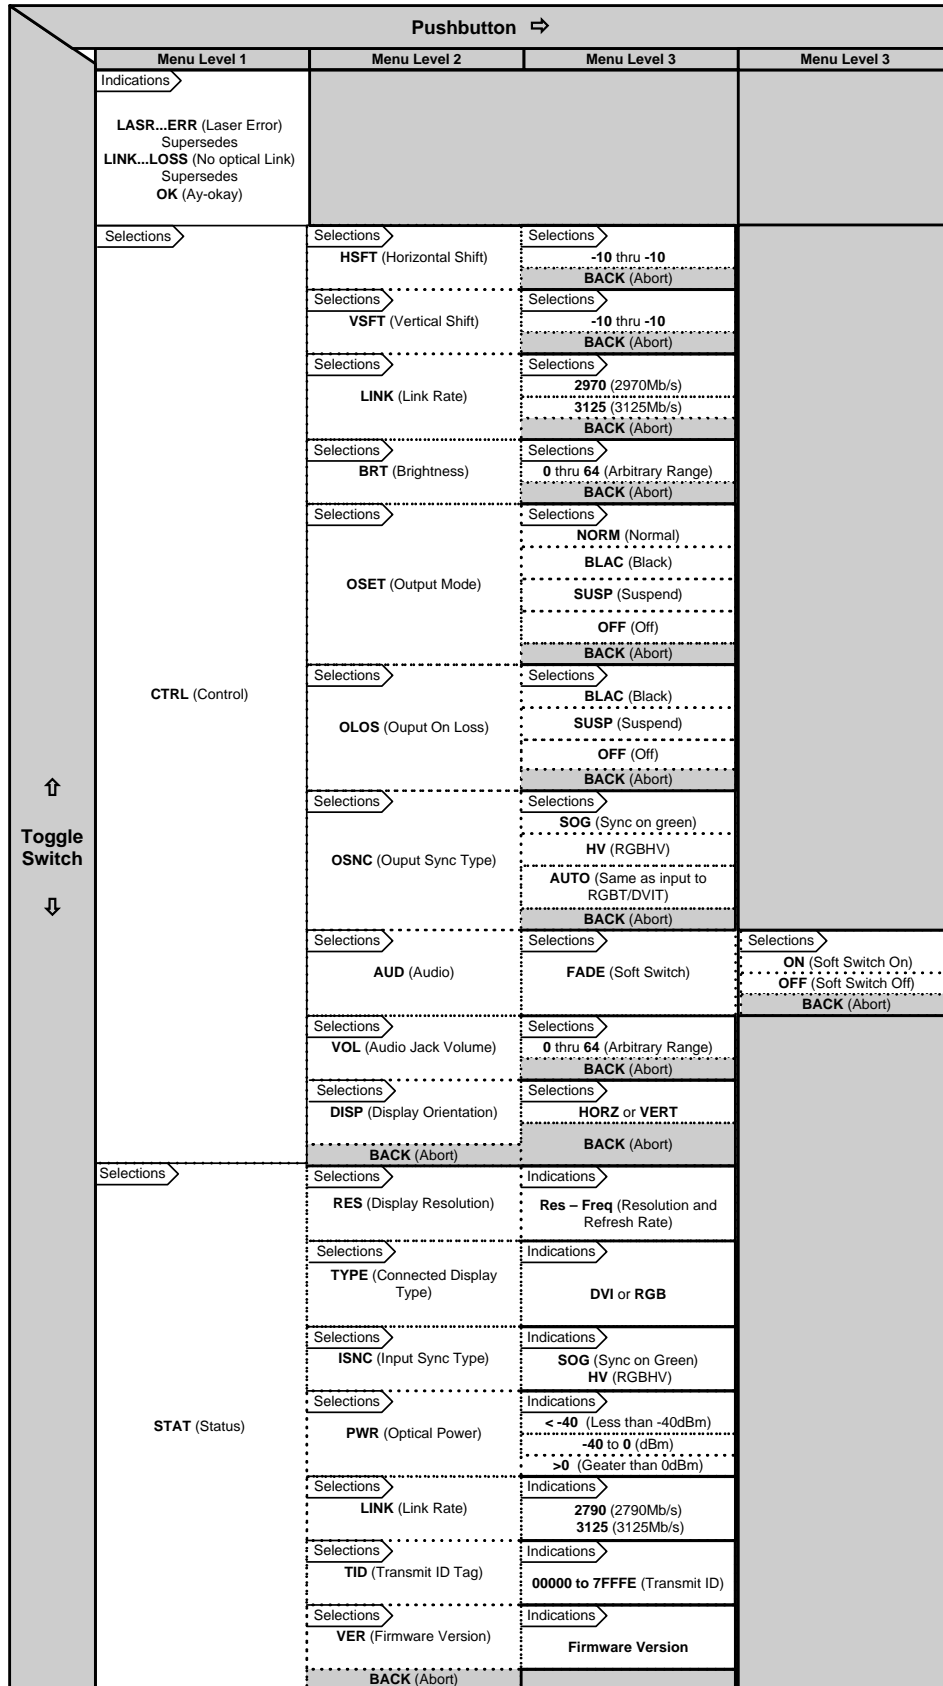 Pushbutton ⇨
Menu Level 1
Menu Level 2
Menu Level 3
Menu Level 3
Indications
LASR...ERR (Laser Error)
Supersedes
LINK...LOSS (No optical Link)
Supersedes
OK (Ay-okay)
⇧
Toggle
Switch
⇩
Selections
CTRL (Control)
Selections
HSFT (Horizontal Shift)
Selections
-10 thru -10
BACK (Abort)
Selections
VSFT (Vertical Shift)
Selections
-10 thru -10
BACK (Abort)
Selections
LINK (Link Rate)
Selections
2970 (2970Mb/s)
3125 (3125Mb/s)
BACK (Abort)
Selections
BRT (Brightness)
Selections
0 thru 64 (Arbitrary Range)
BACK (Abort)
Selections
OSET (Output Mode)
Selections
NORM (Normal)
BLAC (Black)
SUSP (Suspend)
OFF (Off)
BACK (Abort)
Selections
OLOS (Ouput On Loss)
Selections
BLAC (Black)
SUSP (Suspend)
OFF (Off)
BACK (Abort)
Selections
OSNC (Ouput Sync Type)
Selections
SOG (Sync on green)
HV (RGBHV)
AUTO (Same as input to
RGBT/DVIT)
BACK (Abort)
Selections
AUD (Audio)
Selections
FADE (Soft Switch)
Selections
ON (Soft Switch On)
OFF (Soft Switch Off)
BACK (Abort)
Selections
VOL (Audio Jack Volume)
Selections
0 thru 64 (Arbitrary Range)
BACK (Abort)
Selections
DISP (Display Orientation)
BACK (Abort)
Selections
HORZ or VERT
BACK (Abort)
Selections
STAT (Status)
Selections
RES (Display Resolution)
Indications
Res – Freq (Resolution and
Refresh Rate)
Selections
TYPE (Connected Display
Type)
Indications
DVI or RGB
Selections
ISNC (Input Sync Type)
Indications
SOG (Sync on Green)
HV (RGBHV)
Selections
PWR (Optical Power)
Indications
< -40 (Less than -40dBm)
-40 to 0 (dBm)
>0 (Geater than 0dBm)
Selections
LINK (Link Rate)
Indications
2790 (2790Mb/s)
3125 (3125Mb/s)
Selections
TID (Transmit ID Tag)
Indications
00000 to 7FFFE (Transmit ID)
Selections
VER (Firmware Version)
Indications
Firmware Version
BACK (Abort)